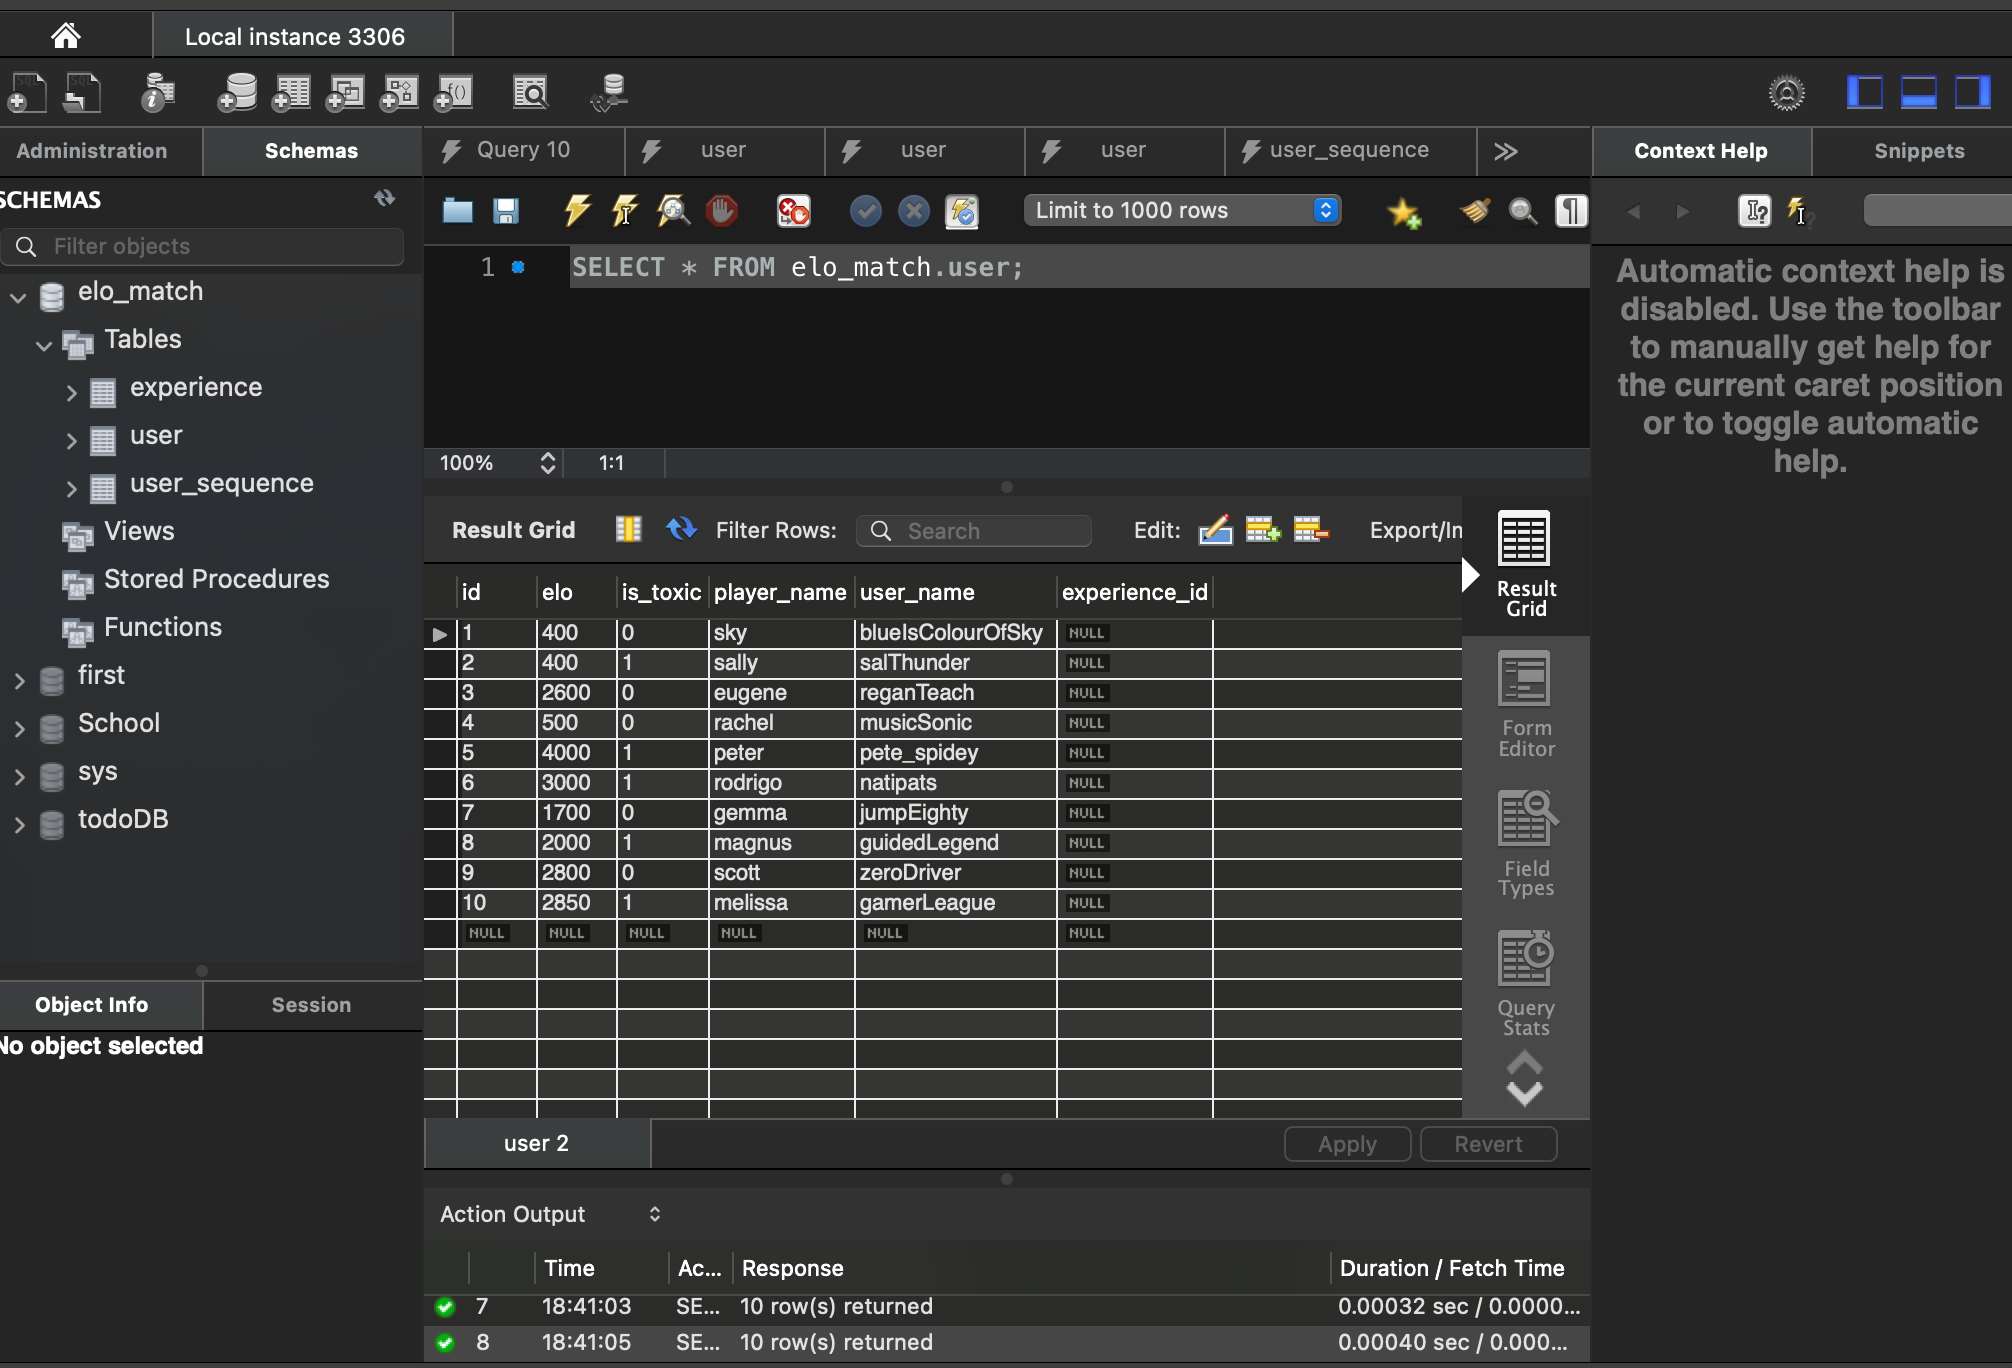 Local instance 3306
Administration Schemas
SCHEMAS
Filter objects
elo_match
Tables
experience
user
user_sequence
Views
Stored Procedures
Functions
first
School
sys
todoDB
Object Info Session
No object selected
Query 10 user user user user_sequence
Limit to 1000 rows
1 SELECT * FROM elo_match.user;
100% 1:1
Result Grid Filter Rows: Search Edit: Export/Im
id elo is_toxic player_name user_name experience_id
1 400 0 sky blueIsColourOfSky NULL
2 400 1 sally salThunder NULL
3 2600 0 eugene reganTeach NULL
4 500 0 rachel musicSonic NULL
5 4000 1 peter pete_spidey NULL
6 3000 1 rodrigo natipats NULL
7 1700 0 gemma jumpEighty NULL
8 2000 1 magnus guidedLegend NULL
9 2800 0 scott zeroDriver NULL
10 2850 1 melissa gamerLeague NULL
NULL NULL NULL NULL NULL NULL
Result
Grid
Form
Editor
Field
Types
Query
Stats
user 2 Apply Revert
Action Output
Time Ac... Response Duration / Fetch Time
7 18:41:03 SE... 10 row(s) returned 0.00032 sec / 0.0000...
8 18:41:05 SE... 10 row(s) returned 0.00040 sec / 0.000...
Context Help Snippets
Automatic context help is
disabled. Use the toolbar
to manually get help for
the current caret position
or to toggle automatic
help.